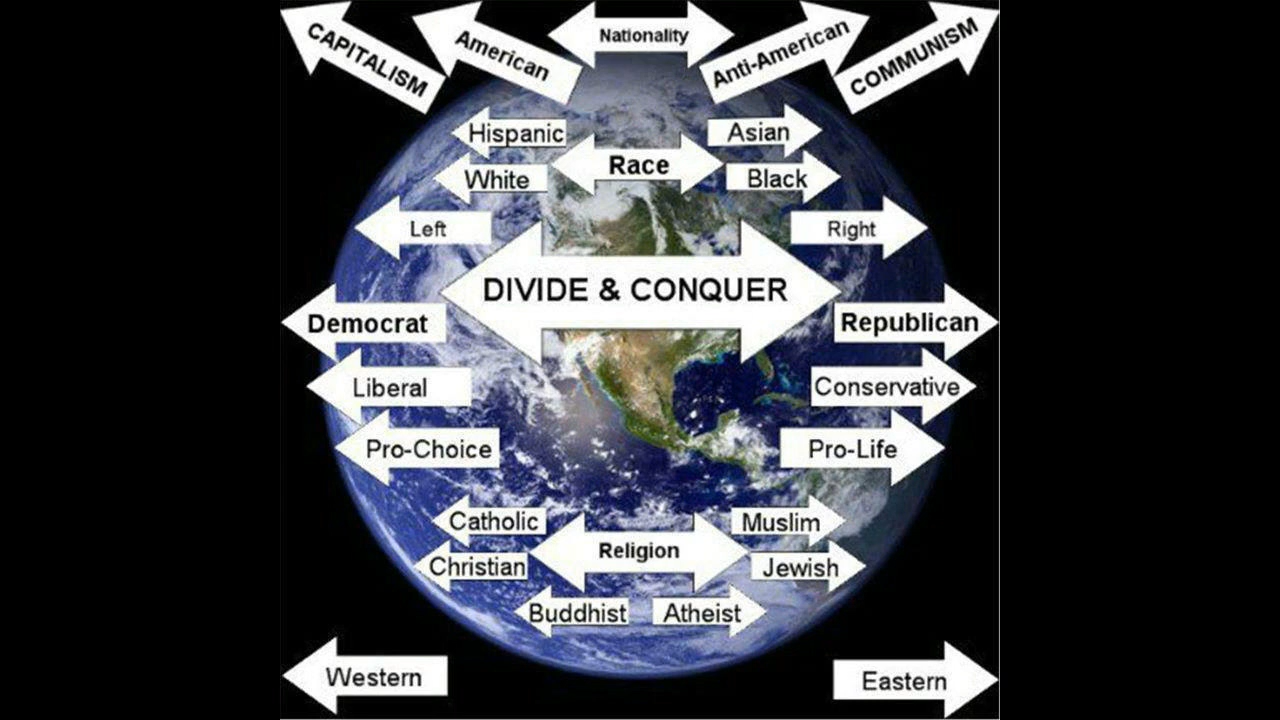 CAPITALISM
American
Nationality
Anti-American
COMMUNISM
Hispanic
Asian
White
Race
Black
Left
Right
DIVIDE & CONQUER
Democrat
Republican
Liberal
Conservative
Pro-Choice
Pro-Life
Catholic
Muslim
Religion
Christian
Jewish
Buddhist
Atheist
Western
Eastern